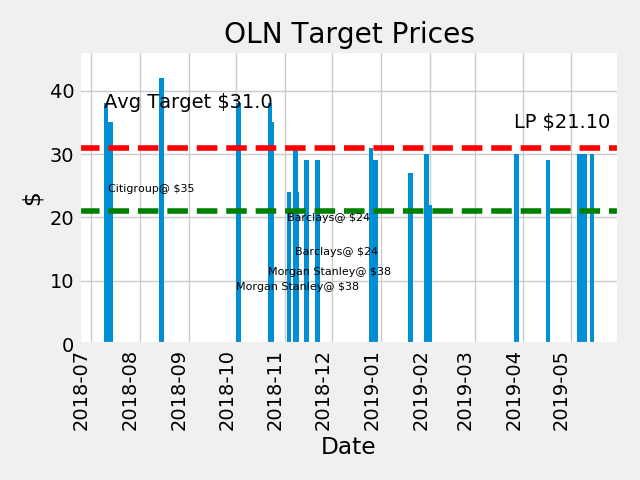 OLN Target Prices
40
30
20
10
0
$
Avg Target $31.0
LP $21.10
Citigroup@ $35
Barclays@ $24
Barclays@ $24
Morgan Stanley@ $38
Morgan Stanley@ $38
2018-07
2018-08
2018-09
2018-10
2018-11
2018-12
2019-01
2019-02
2019-03
2019-04
2019-05
Date